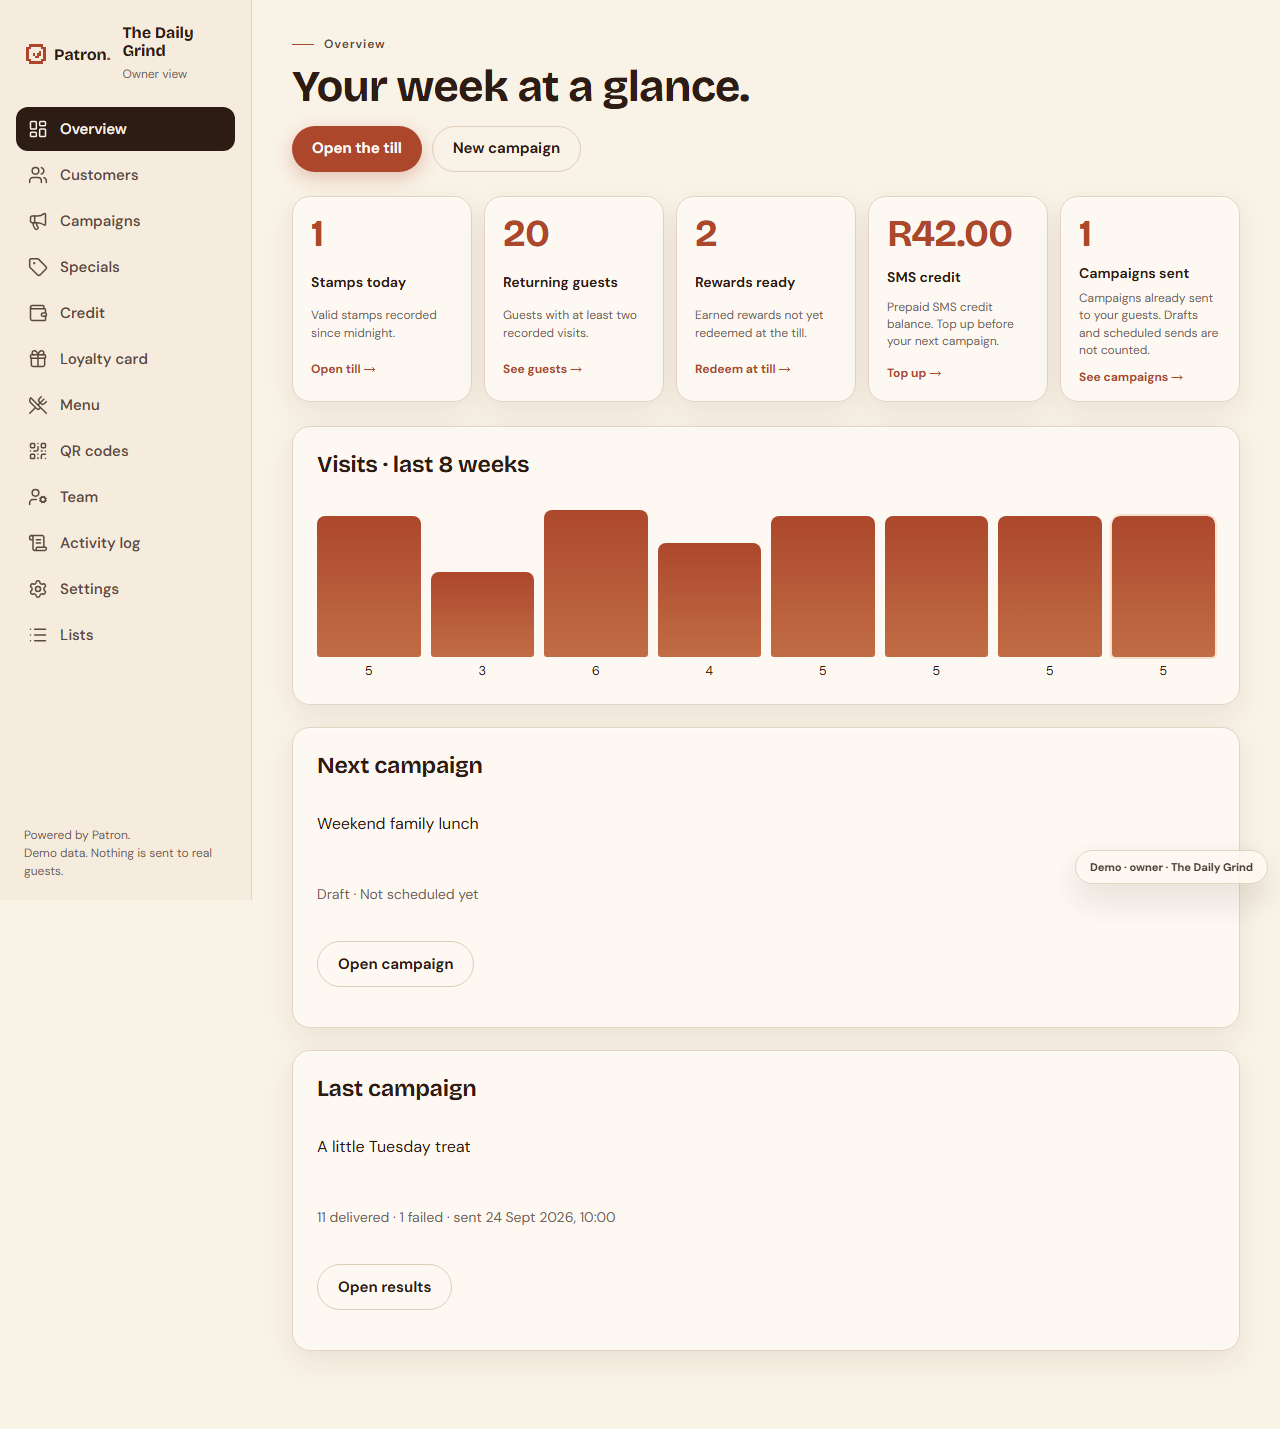 Patron.
The Daily
Grind
Owner view
Overview
Customers
Campaigns
Specials
Credit
Loyalty card
Menu
QR codes
Team
Activity log
Settings
Lists
Powered by Patron.
Demo data. Nothing is sent to real
guests.
Overview
Your week at a glance.
Open the till
New campaign
1
Stamps today
Valid stamps recorded
since midnight.
Open till →
20
Returning guests
Guests with at least two
recorded visits.
See guests →
2
Rewards ready
Earned rewards not yet
redeemed at the till.
Redeem at till →
R42.00
SMS credit
Prepaid SMS credit
balance. Top up before
your next campaign.
Top up →
1
Campaigns sent
Campaigns already sent
to your guests. Drafts
and scheduled sends are
not counted.
See campaigns →
Visits · last 8 weeks
5 3 6 4 5 5 5 5
Next campaign
Weekend family lunch
Draft · Not scheduled yet
Open campaign
Demo · owner · The Daily Grind
Last campaign
A little Tuesday treat
11 delivered · 1 failed · sent 24 Sept 2026, 10:00
Open results